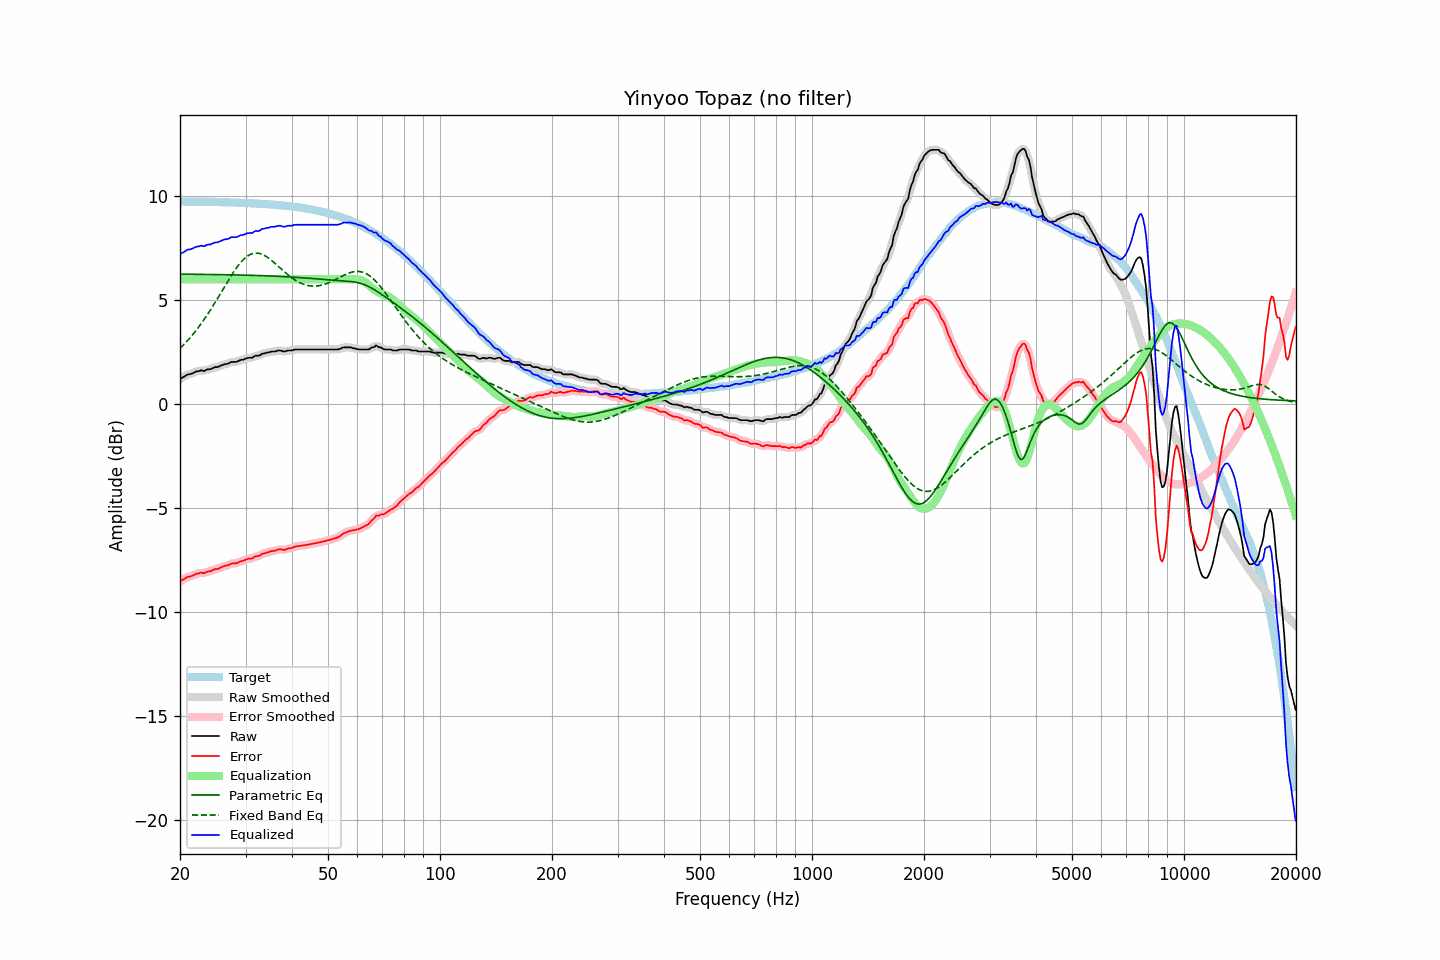 Yinyoo Topaz (no filter)
10
5
0
−5
−10
−15
−20
Amplitude (dBr)
Target
Raw Smoothed
Error Smoothed
Raw
Error
Equalization
Parametric Eq
Fixed Band Eq
Equalized
20 50 100 200 500 1000 2000 5000 10000 20000
Frequency (Hz)